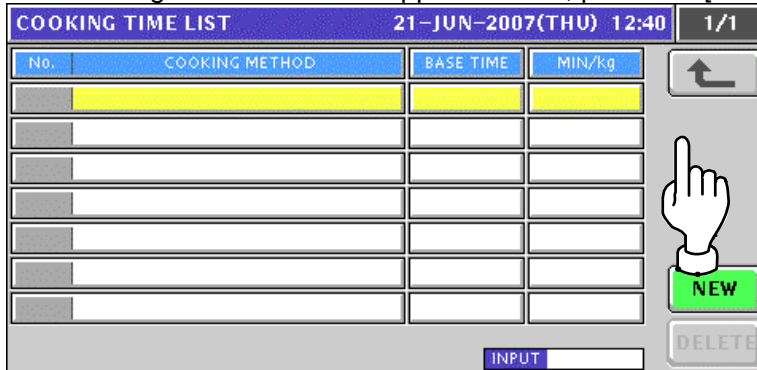 COOKING TIME LIST 21-JUN-2007(THU) 12:40 1/1
No. COOKING METHOD BASE TIME MIN/kg
NEW
DELETE
INPUT